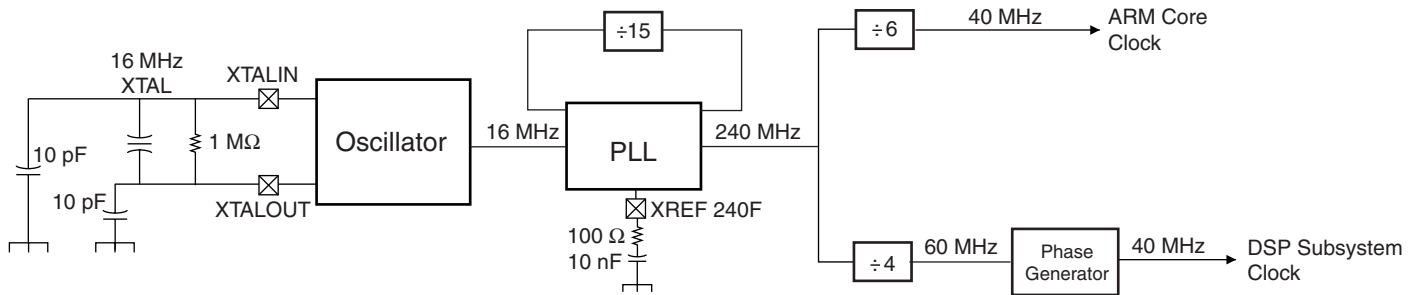 ÷15
÷6
40 MHz
ARM Core
Clock
16 MHz
XTAL
XTALIN
Oscillator
16 MHz
PLL
240 MHz
1 MΩ
10 pF
10 pF
XTALOUT
XREF 240F
100 Ω
10 nF
÷4
60 MHz
Phase
Generator
40 MHz
DSP Subsystem
Clock